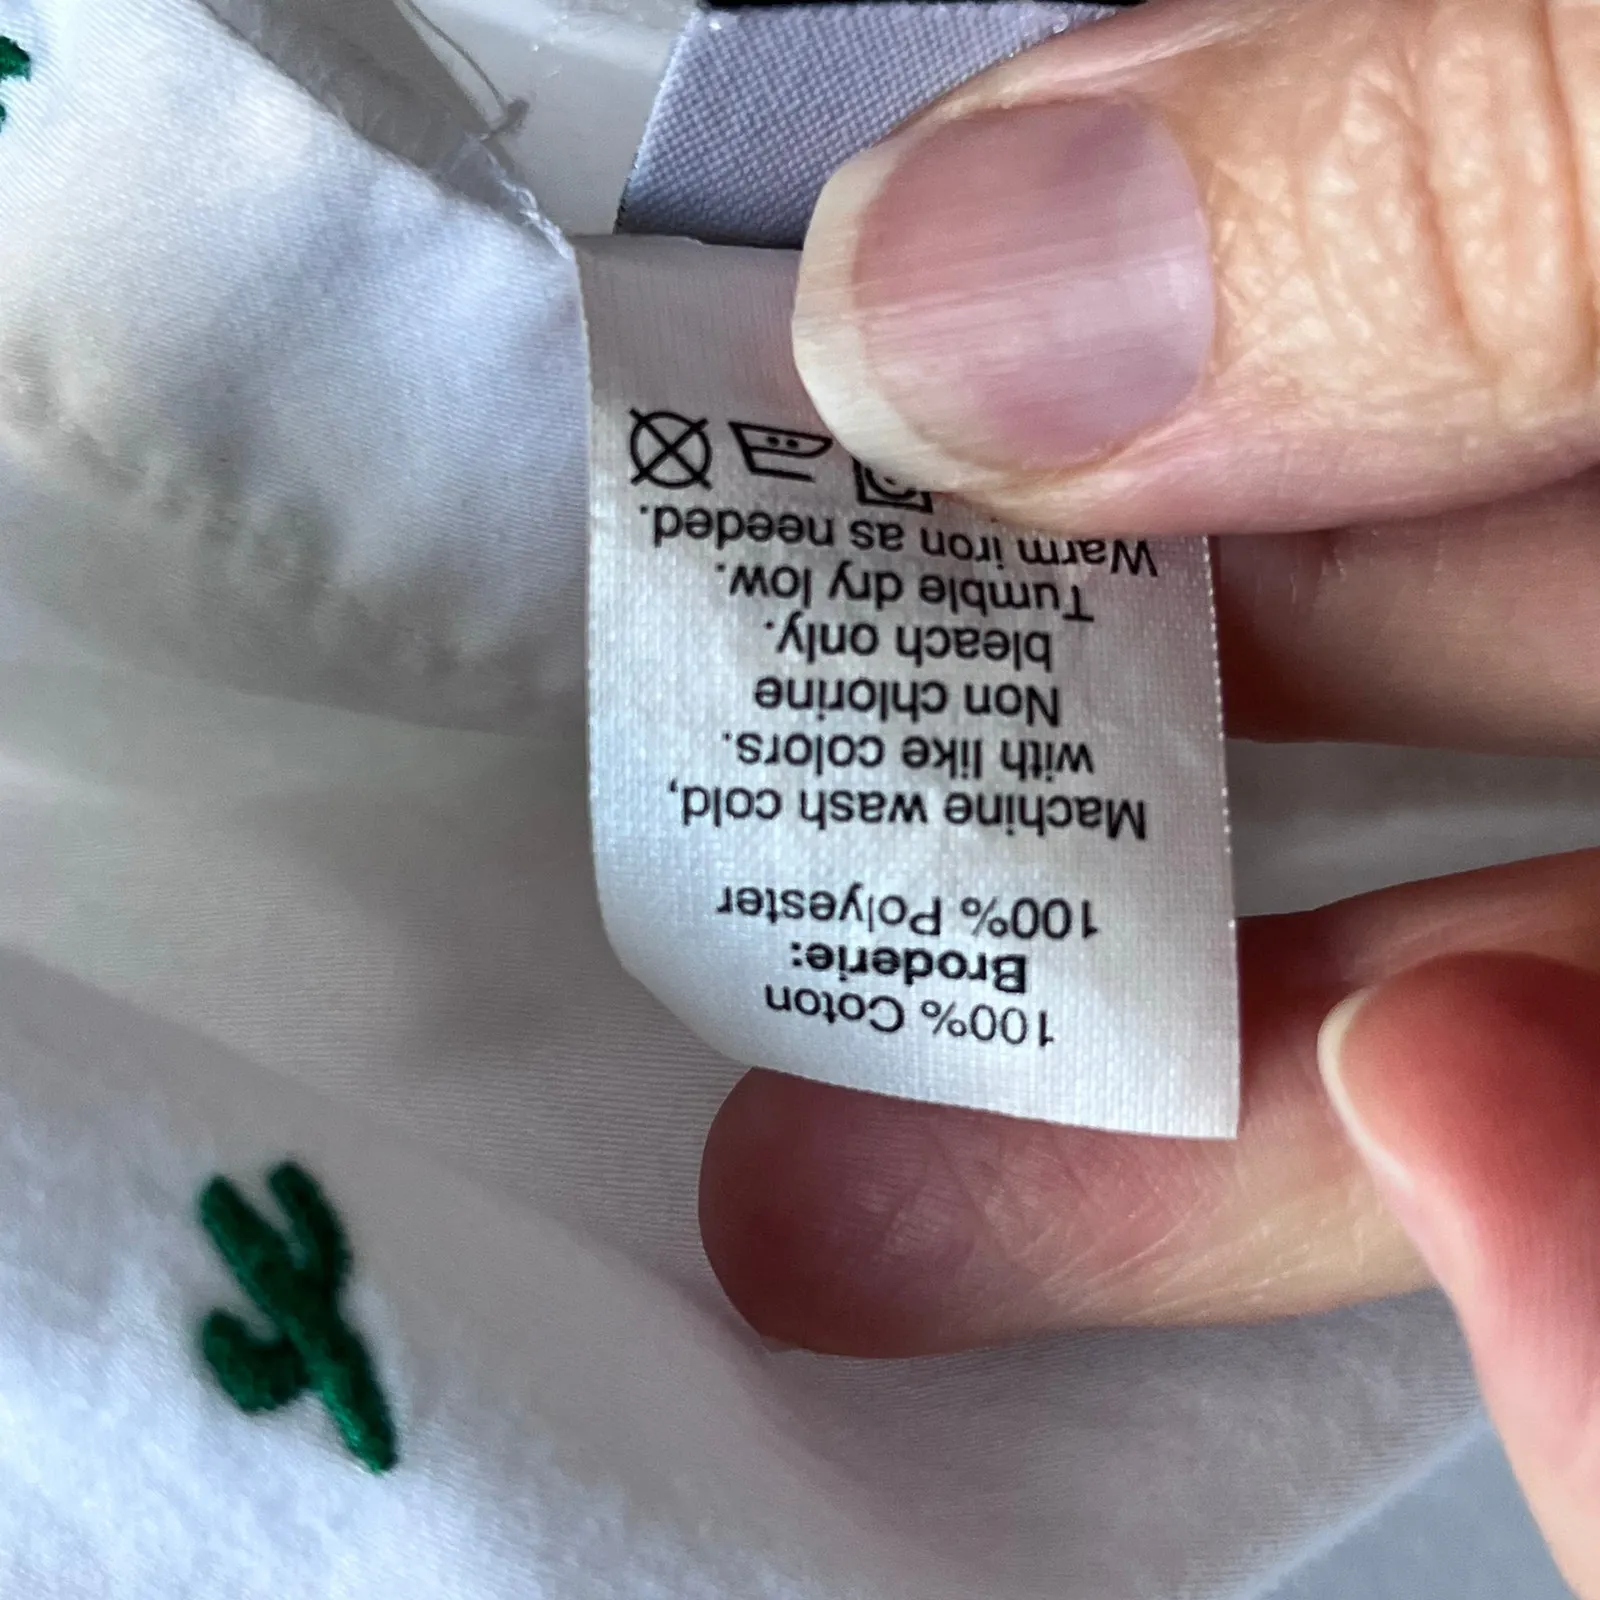 100% Coton
Broderie:
100% Polyester
Machine wash cold,
with like colors.
Non chlorine
bleach only.
Tumble dry low.
Warm iron as needed.